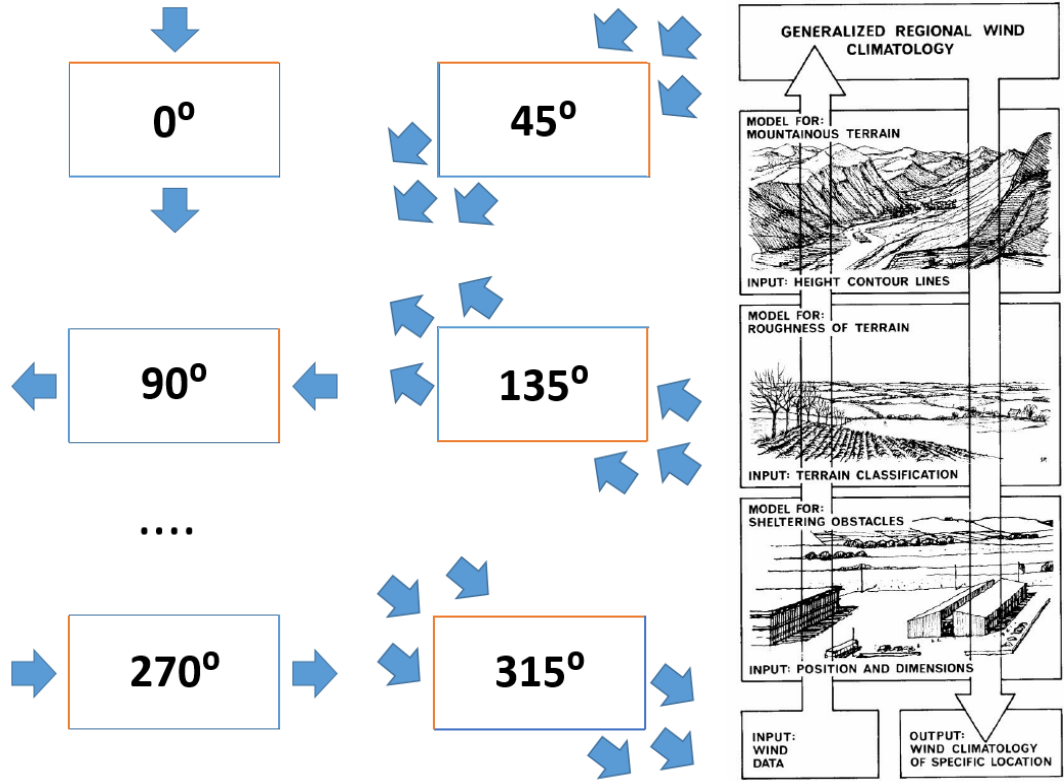 0º
45º
90º
135º
....
270º
315º
GENERALIZED REGIONAL WIND
CLIMATOLOGY
MODEL FOR:
MOUNTAINOUS TERRAIN
INPUT: HEIGHT CONTOUR LINES
MODEL FOR:
ROUGHNESS OF TERRAIN
INPUT: TERRAIN CLASSIFICATION
MODEL FOR:
SHELTERING OBSTACLES
INPUT: POSITION AND DIMENSIONS
INPUT:
WIND
DATA
OUTPUT:
WIND CLIMATOLOGY
OF SPECIFIC LOCATION